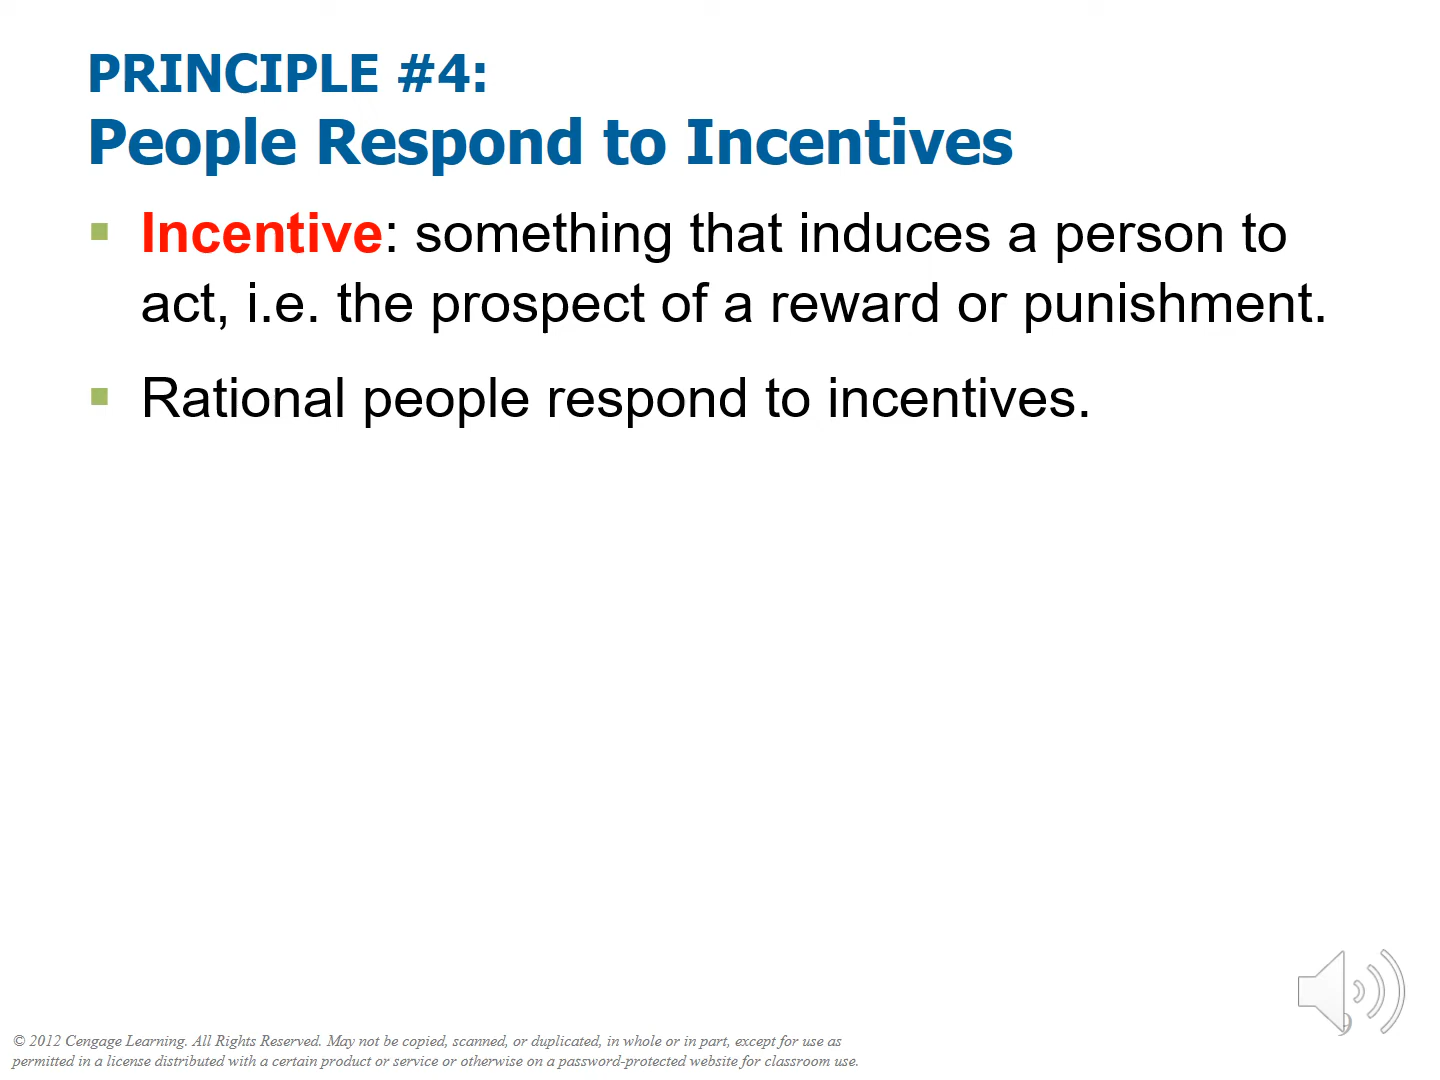 PRINCIPLE #4:
People Respond to Incentives
Incentive: something that induces a person to
act, i.e. the prospect of a reward or punishment.
Rational people respond to incentives.
© 2012 Cengage Learning. All Rights Reserved. May not be copied, scanned, or duplicated, in whole or in part, except for use as
permitted in a license distributed with a certain product or service or otherwise on a password-protected website for classroom use.